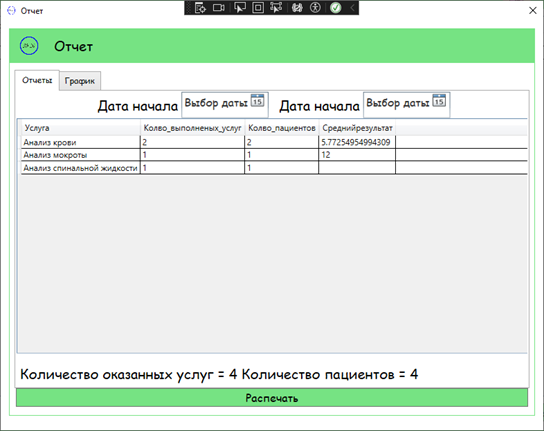 Отчет
Отчет
Отчеты График
Дата начала Выбор даты 15 Дата начала Выбор даты 15
Услуга Колво_выполненых_услуг Колво_пациентов Среднийрезультат
Анализ крови 2 2 5.77254954994309
Анализ мокроты 1 1 12
Анализ спинальной жидкости 1 1
Количество оказанных услуг = 4 Количество пациентов = 4
Распечать